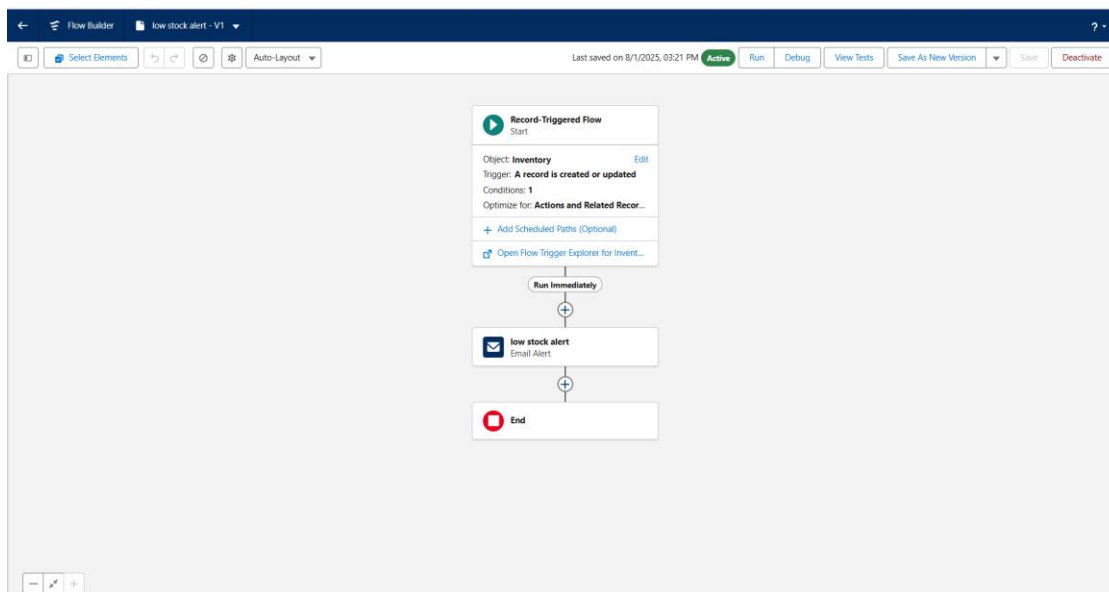 Flow Builder low stock alert - V1 ?
Select Elements Auto-Layout Last saved on 8/1/2025, 03:21 PM Active Run Debug View Tests Save As New Version Save Deactivate
Record-Triggered Flow
Start
Object: Inventory Edit
Trigger: A record is created or updated
Conditions: 1
Optimize for: Actions and Related Recor...
+ Add Scheduled Paths (Optional)
Open Flow Trigger Explorer for Invent...
Run Immediately
low stock alert
Email Alert
End